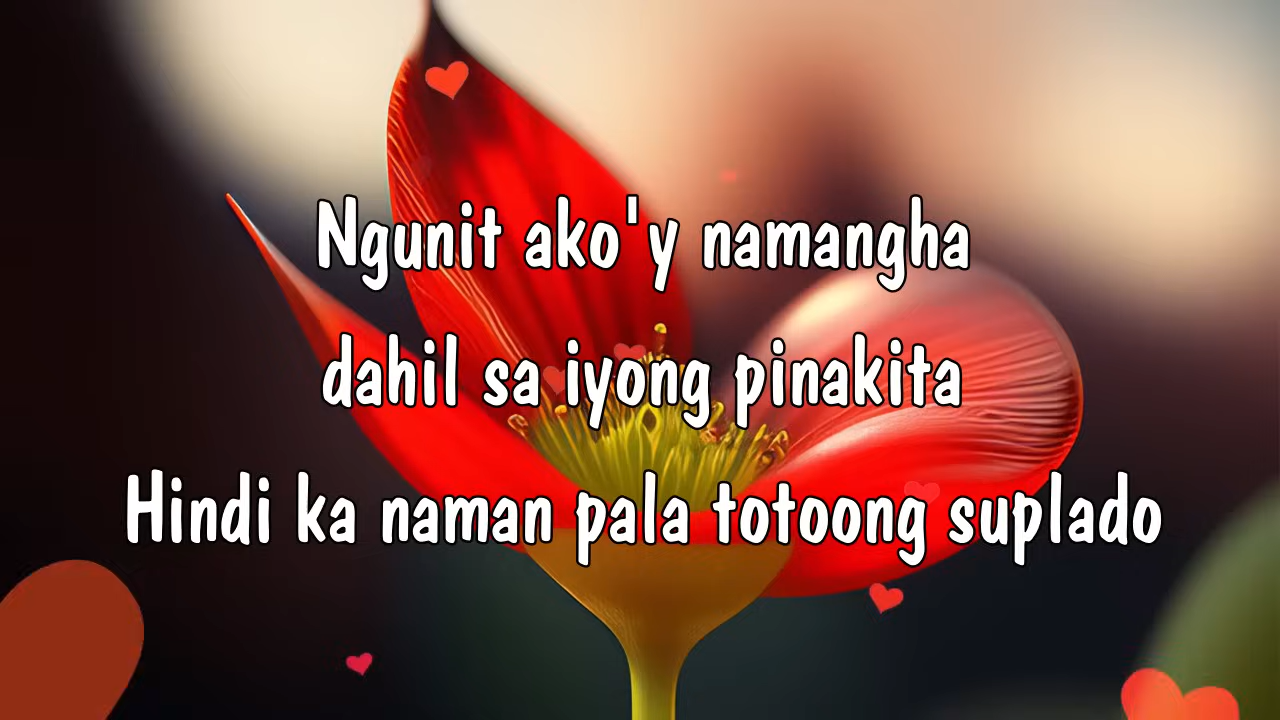 Ngunit ako'y namangha
dahil sa iyong pinakita
Hindi ka naman pala totoong suplado